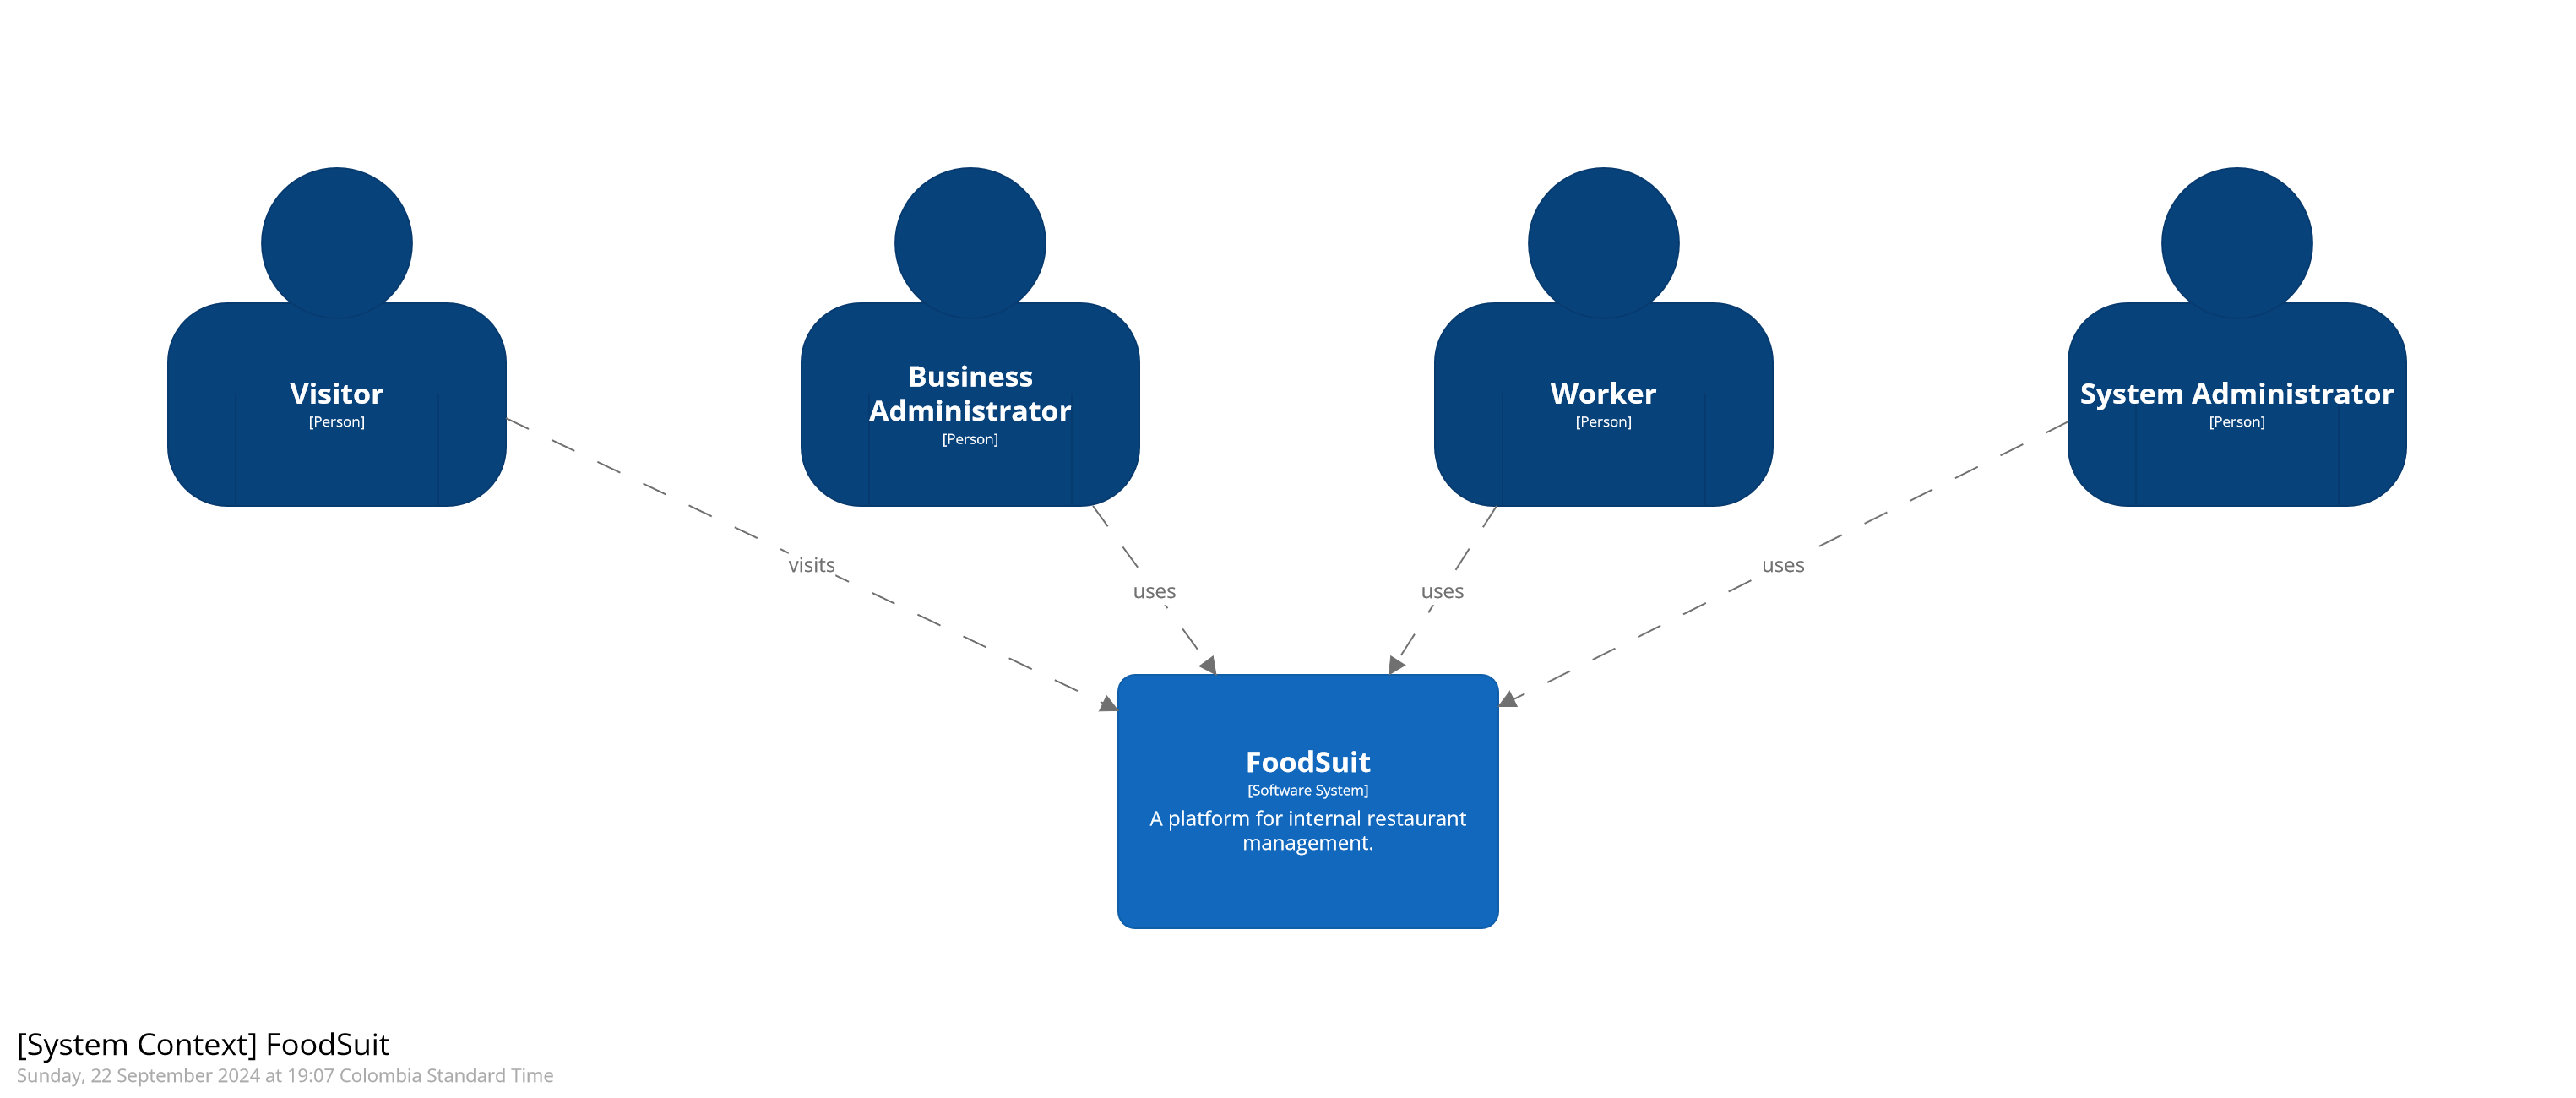 Visitor
[Person]
Business
Administrator
[Person]
Worker
[Person]
System Administrator
[Person]
visits
uses
uses
uses
FoodSuit
[Software System]
A platform for internal restaurant
management.
[System Context] FoodSuit
Sunday, 22 September 2024 at 19:07 Colombia Standard Time